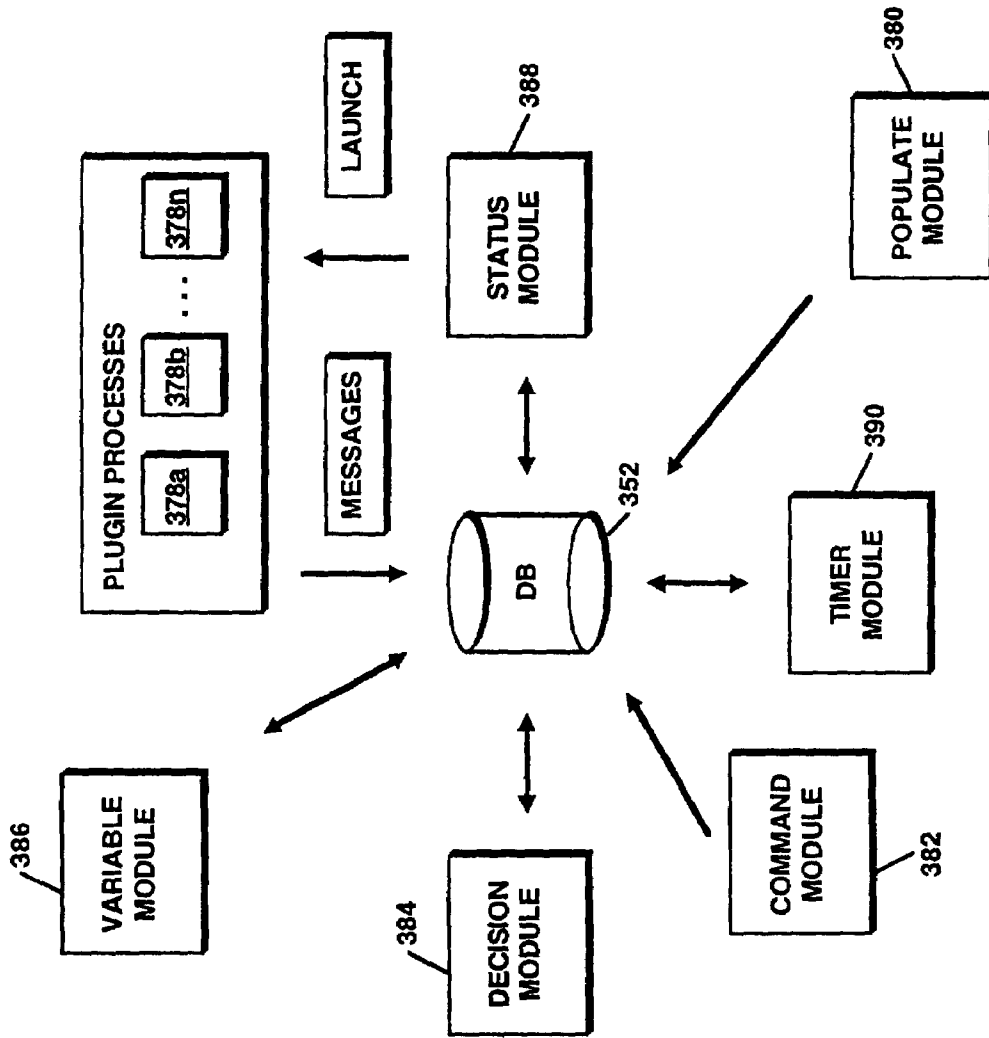 PLUGIN PROCESSES
378a
378b
...
378n
MESSAGES
LAUNCH
386
VARIABLE
MODULE
388
STATUS
MODULE
DB
352
384
DECISION
MODULE
382
COMMAND
MODULE
390
TIMER
MODULE
380
POPULATE
MODULE